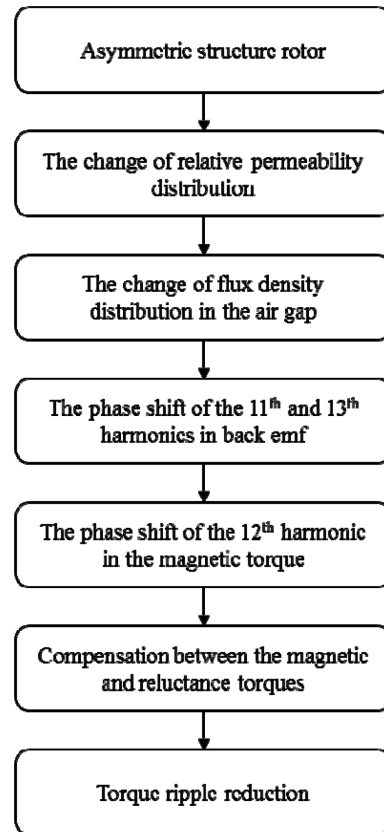 Asymmetric structure rotor
The change of relative permeability
distribution
The change of flux density
distribution in the air gap
The phase shift of the 11th and 13th
harmonics in back emf
The phase shift of the 12th harmonic
in the magnetic torque
Compensation between the magnetic
and reluctance torques
Torque ripple reduction